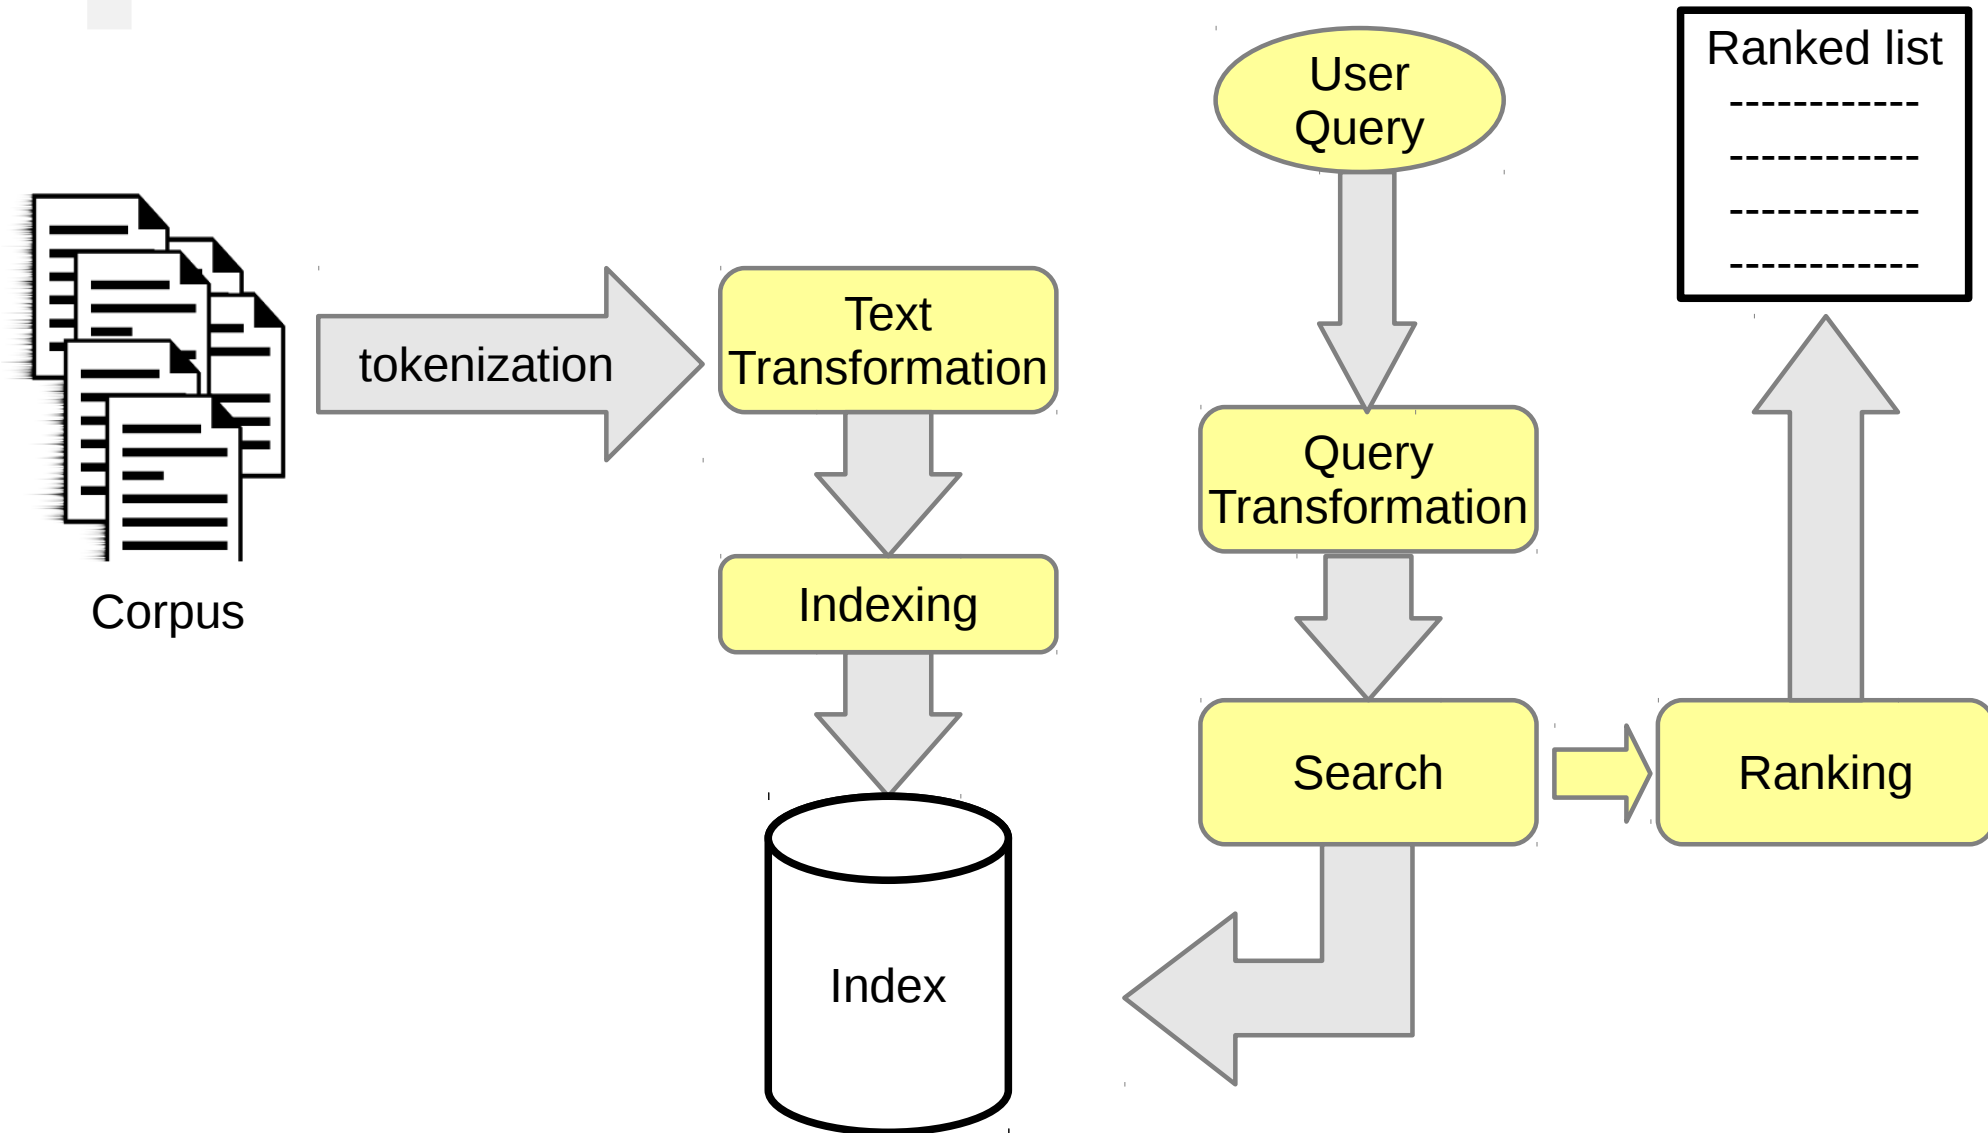 User
Query
Ranked list
------------
------------
------------
------------
tokenization
Text
Transformation
Query
Transformation
Corpus
Indexing
Search
Ranking
Index